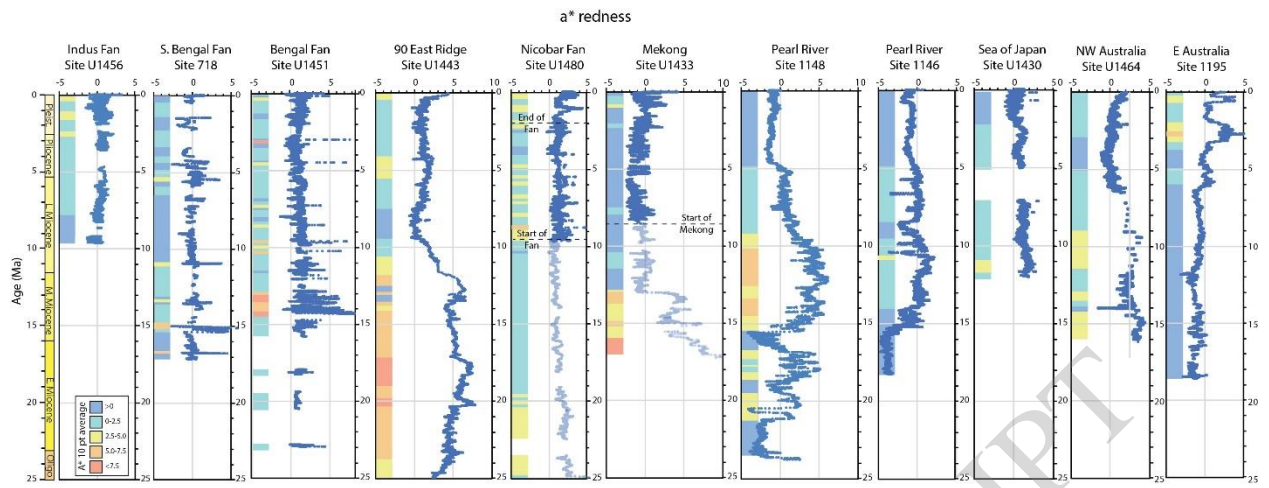 a* redness
Indus Fan
Site U1456
S. Bengal Fan
Site 718
Bengal Fan
Site U1451
90 East Ridge
Site U1443
Nicobar Fan
Site U1480
Mekong
Site U1433
Pearl River
Site 1148
Pearl River
Site 1146
Sea of Japan
Site U1430
NW Australia
Site U1464
E Australia
Site 1195
-5 0 5
-5 0 5
-5 0 5
-5 0 5 10
-5 0 5
-5 0 5 10
-5 0 5 10
-5 0 5
-5 0 5
-5 0 5 10
-5 0 5
0
5
10
15
20
25
Age (Ma)
Pleist.
Pliocene
Miocene
M. Miocene
E. Miocene
Oligo
End of
Fan
Start of
Fan
Start of
Mekong
A* 10 pt average
>0
0-2.5
2.5-5.0
5.0-7.5
<7.5
IPT